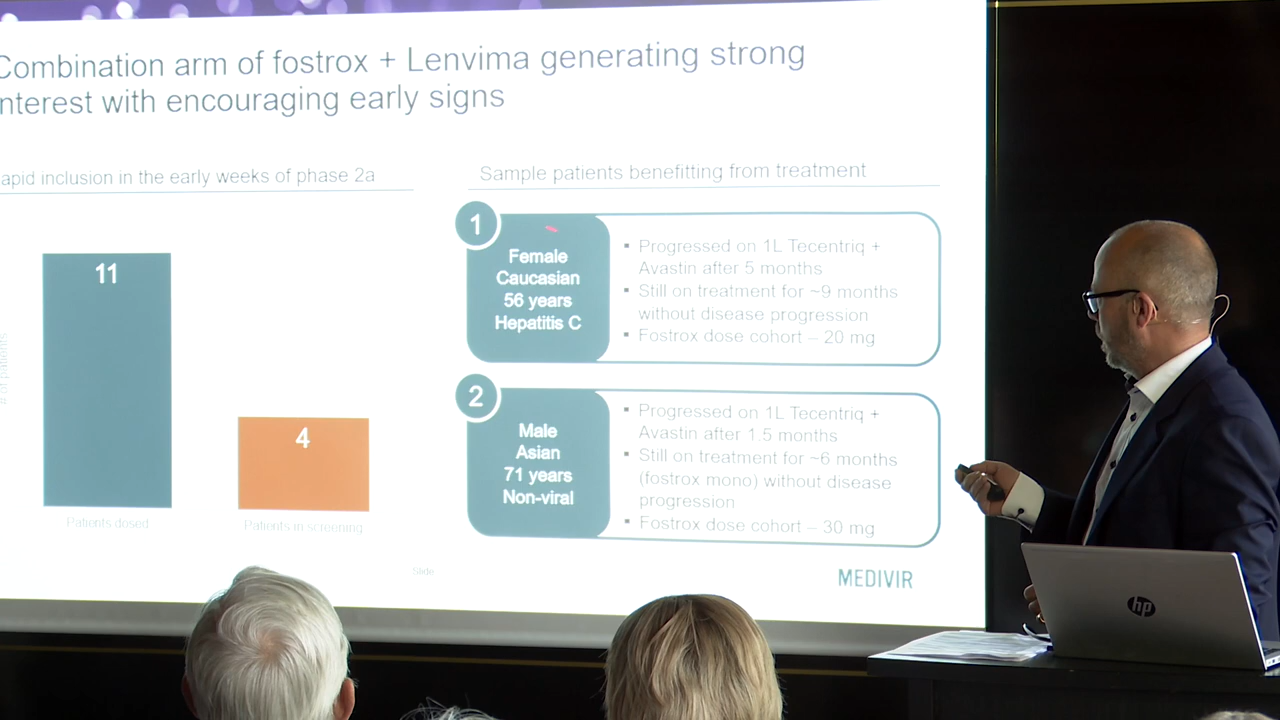 Combination arm of fostrox + Lenvima generating strong
nterest with encouraging early signs
apid inclusion in the early weeks of phase 2a
11
4
# of patients
Patients dosed
Patients in screening
Sample patients benefitting from treatment
1
Female
Caucasian
56 years
Hepatitis C
▪ Progressed on 1L Tecentriq +
Avastin after 5 months
▪ Still on treatment for ~9 months
without disease progression
▪ Fostrox dose cohort – 20 mg
2
Male
Asian
71 years
Non-viral
▪ Progressed on 1L Tecentriq +
Avastin after 1.5 months
▪ Still on treatment for ~6 months
(fostrox mono) without disease
progression
▪ Fostrox dose cohort – 30 mg
Slide
MEDIVIR
hp